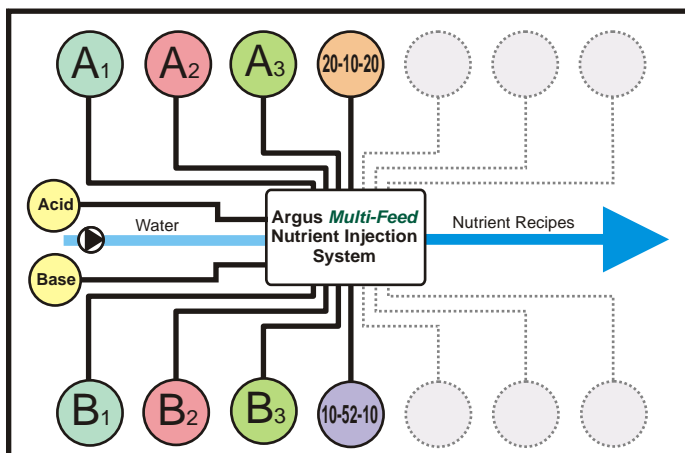 A1
A2
A3
20-10-20
Acid
Water
Base
Argus Multi-Feed
Nutrient Injection
System
Nutrient Recipes
B1
B2
B3
10-52-10